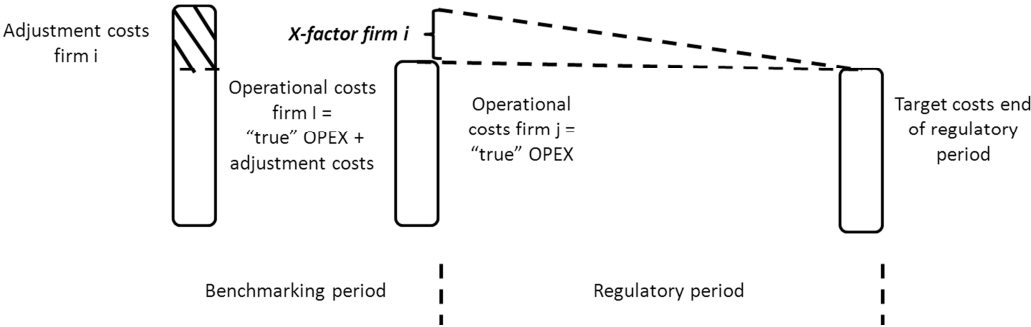 Adjustment costs
firm i
X-factor firm i
Operational costs
firm I =
“true” OPEX +
adjustment costs
Operational
costs firm j =
“true” OPEX
Target costs end
of regulatory
period
Benchmarking period
Regulatory period